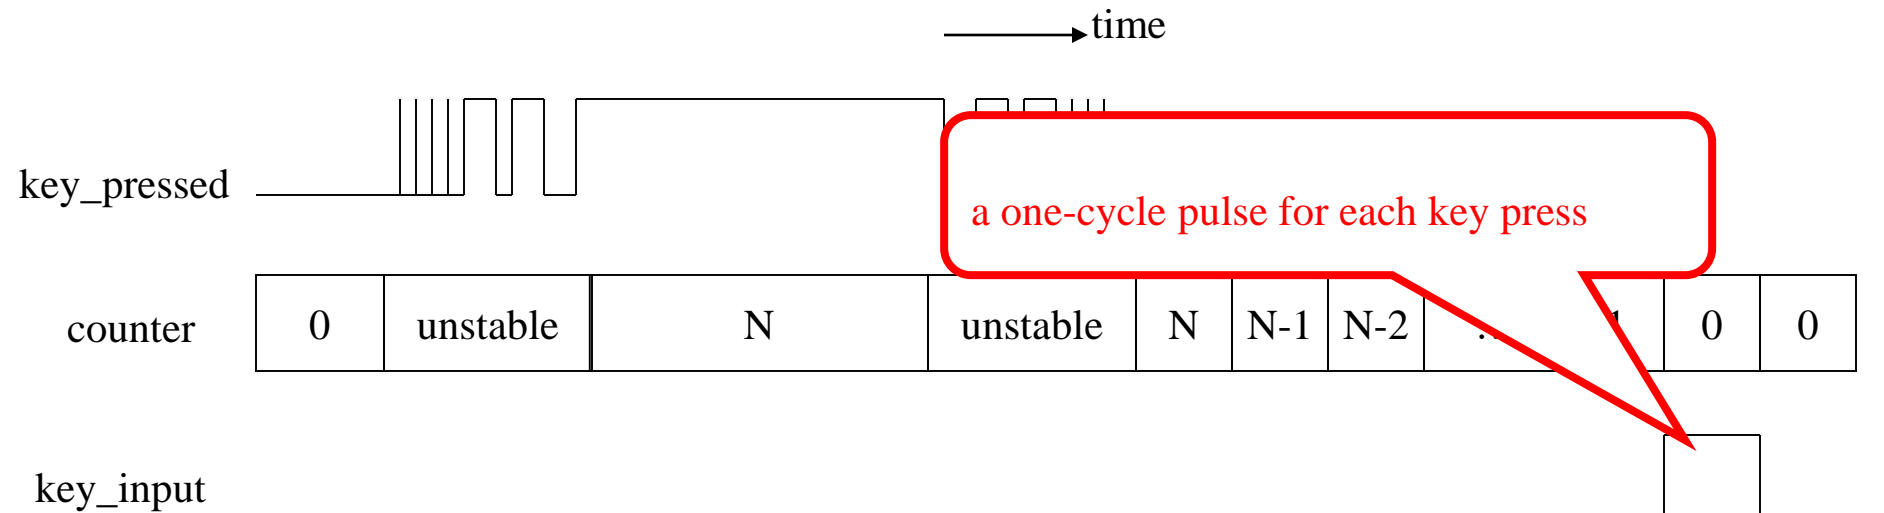 time
key_pressed
a one-cycle pulse for each key press
counter 0 unstable N unstable N N-1 N-2 0 0
key_input